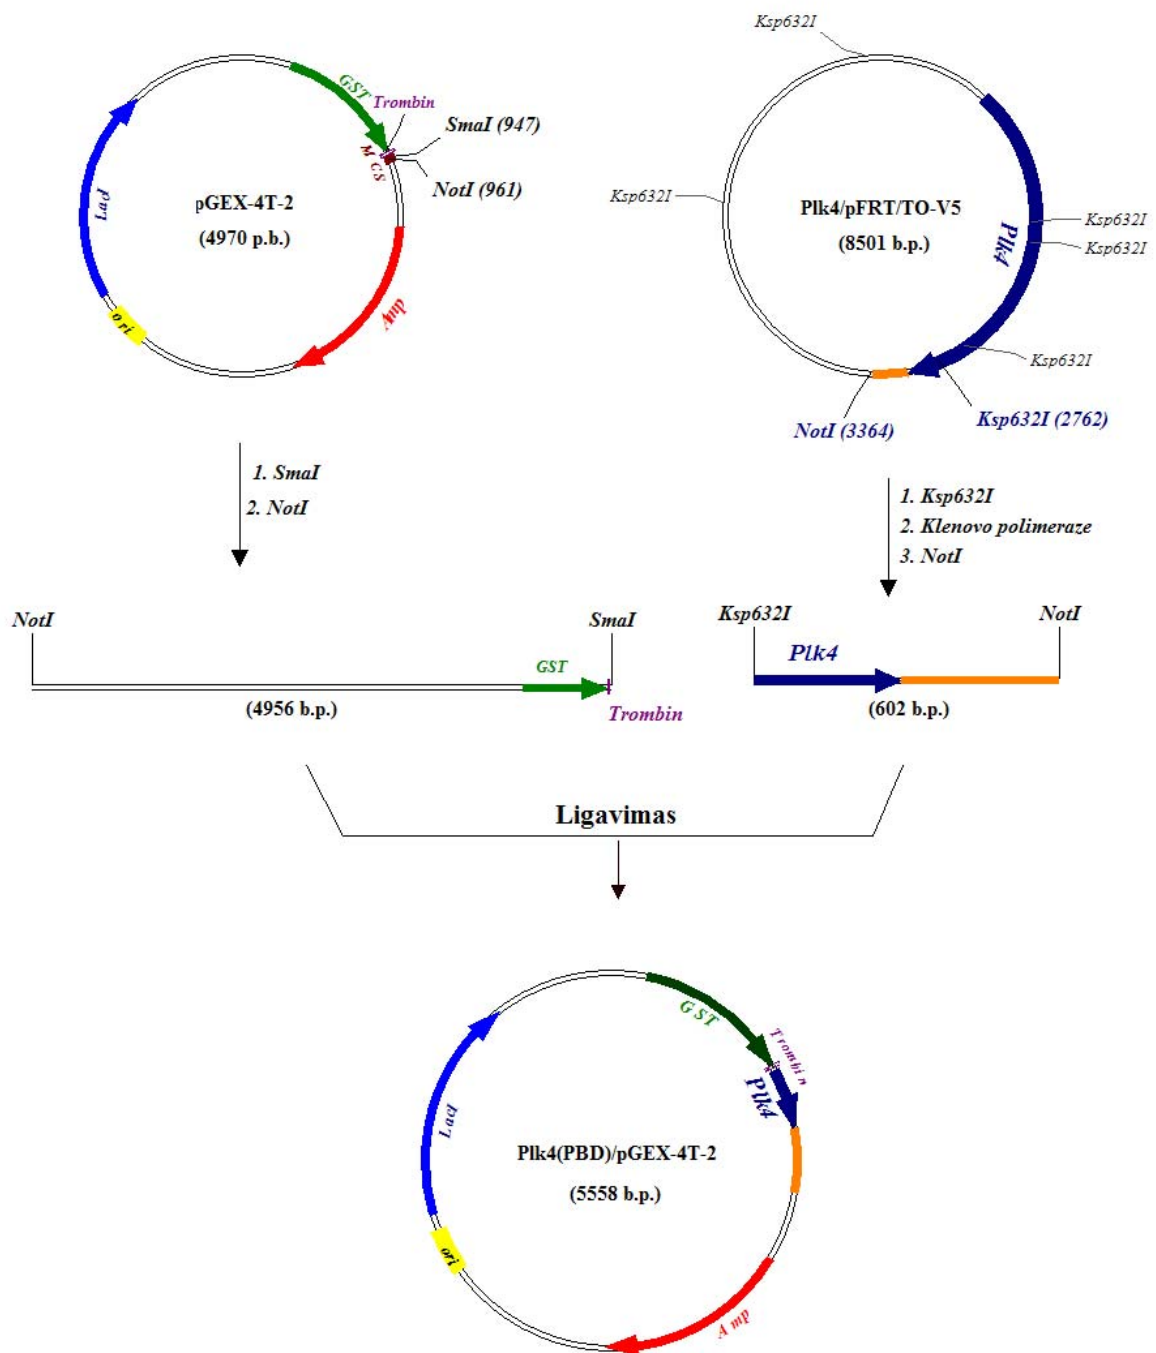 Ksp632I
GST
Trombin
SmaI (947)
MCS
NotI (961)
LacI
pGEX-4T-2
(4970 p.b.)
Amp
ori
Ksp632I
Plk4/pFRT/TO-V5
(8501 b.p.)
Plk4
Ksp632I
Ksp632I
Ksp632I
Ksp632I (2762)
NotI (3364)
1. SmaI
2. NotI
1. Ksp632I
2. Klenovo polimeraze
3. NotI
NotI
SmaI
GST
(4956 b.p.)
Trombin
Ksp632I
NotI
Plk4
(602 b.p.)
Ligavimas
GST
Trombin
Plk4
LacI
Plk4(PBD)/pGEX-4T-2
(5558 b.p.)
ori
Amp